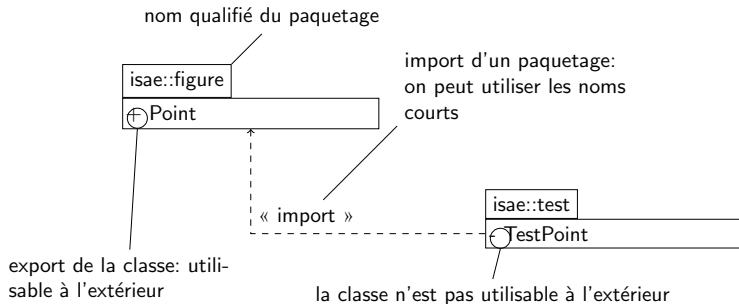 nom qualifié du paquetage
import d'un paquetage:
on peut utiliser les noms
courts
isae::figure
+ Point
« import »
isae::test
- TestPoint
export de la classe: utili-
sable à l'extérieur
la classe n'est pas utilisable à l'extérieur